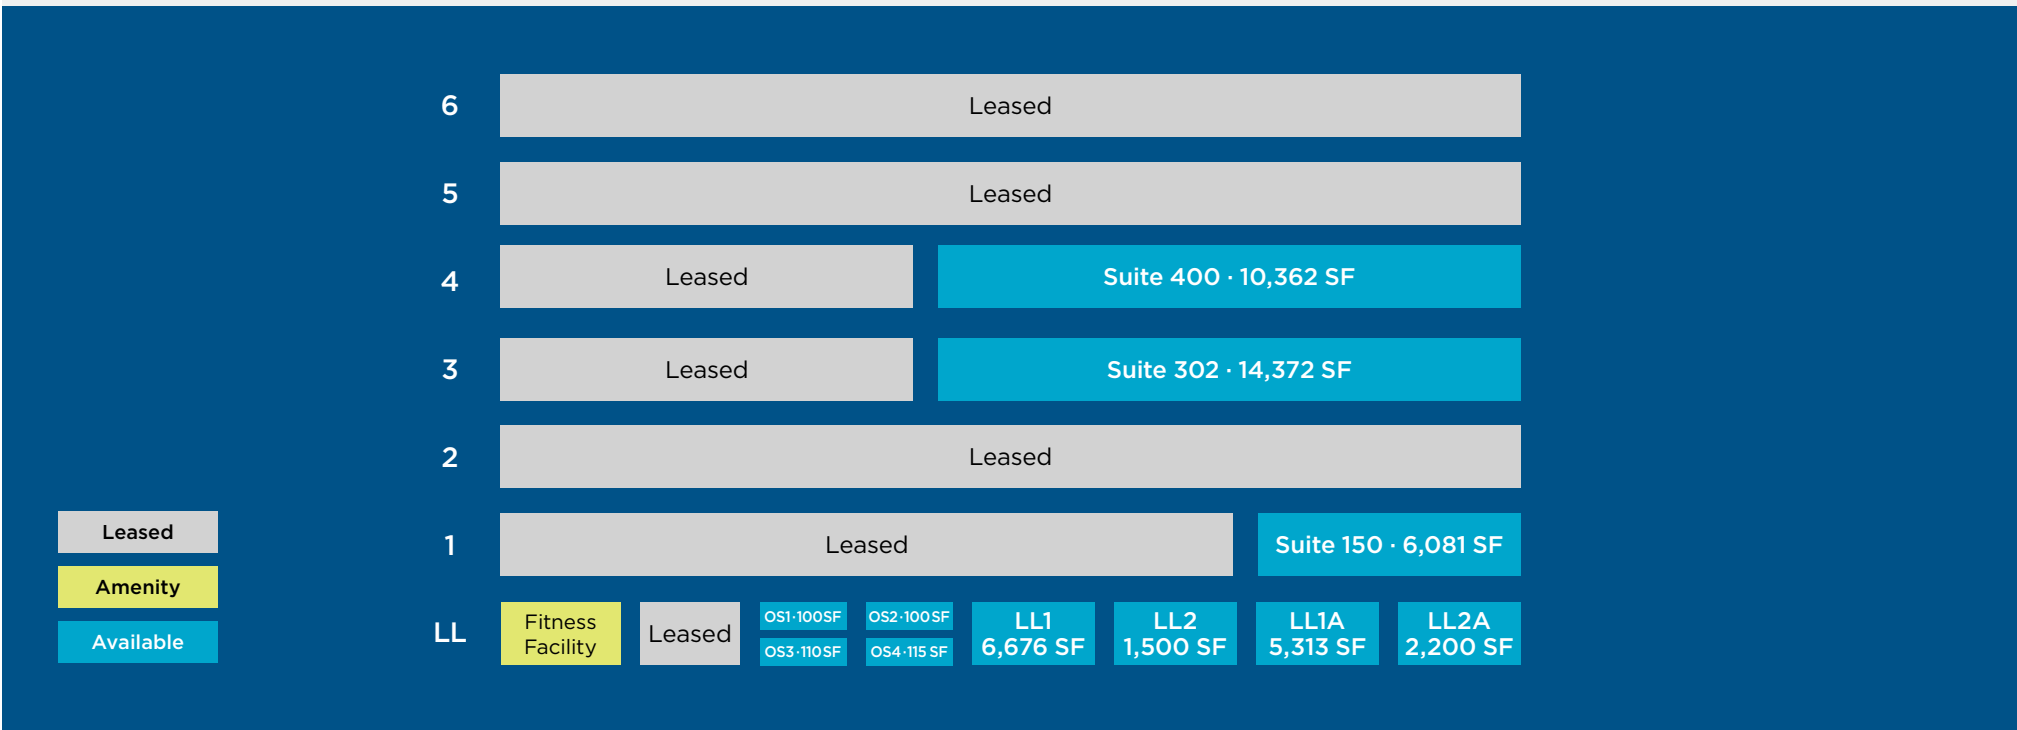 6
Leased
5
Leased
4
Leased
Suite 400 · 10,362 SF
3
Leased
Suite 302 · 14,372 SF
2
Leased
1
Leased
Suite 150 · 6,081 SF
LL
Fitness
Facility
Leased
OS1·100SF
OS2·100SF
OS3·110SF
OS4·115 SF
LL1
6,676 SF
LL2
1,500 SF
LL1A
5,313 SF
LL2A
2,200 SF
Leased
Amenity
Available